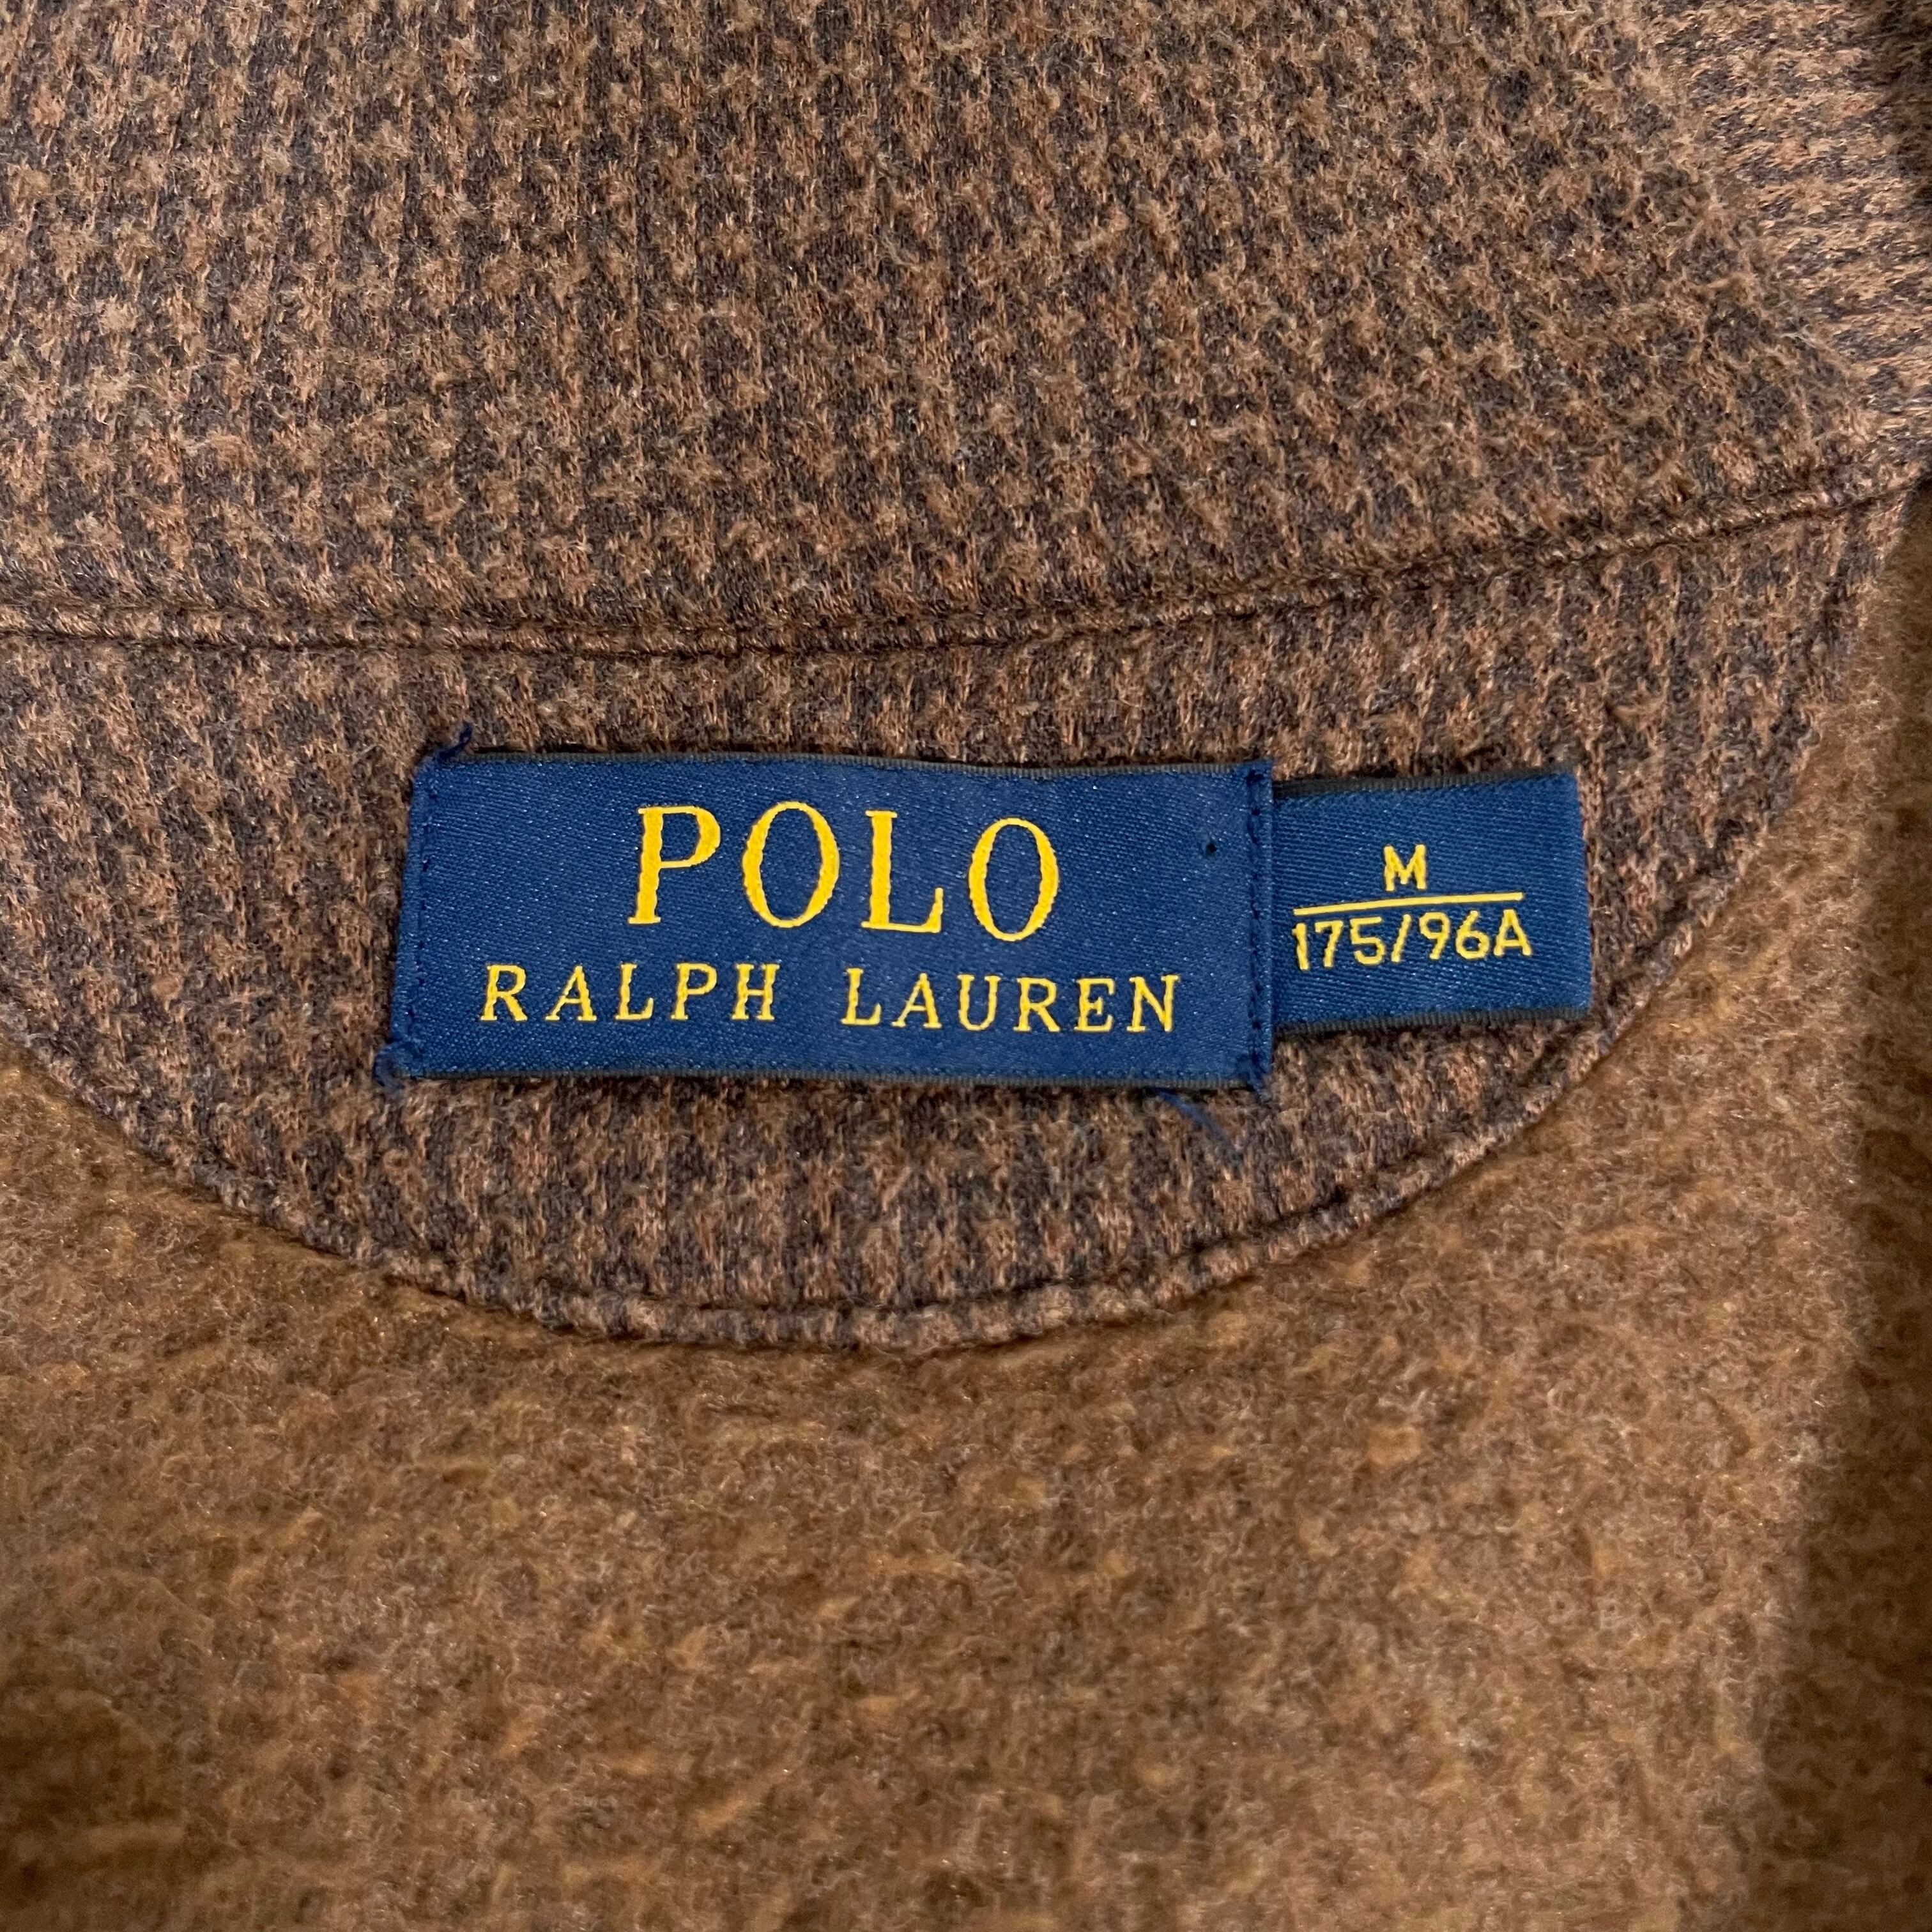 POLO
RALPH LAUREN
M
175/96A